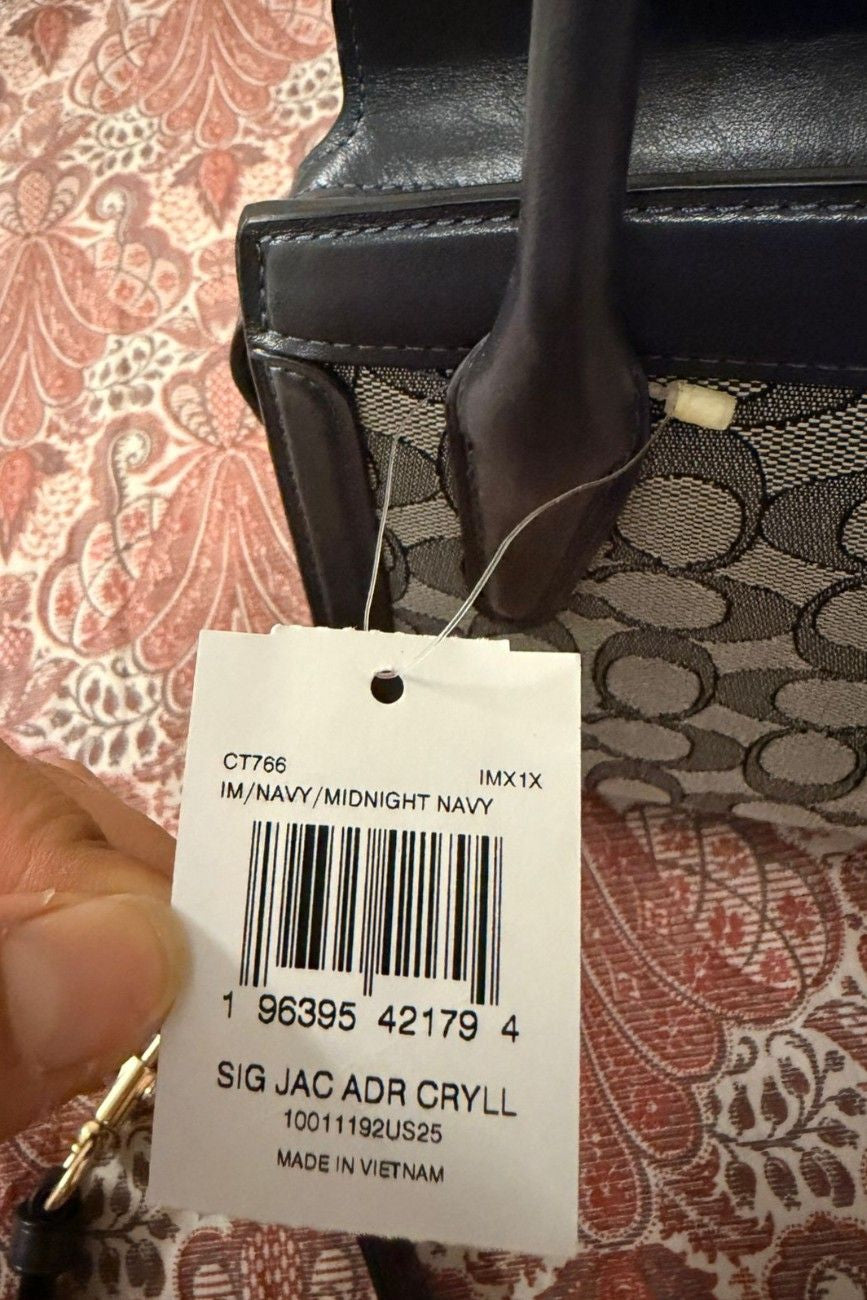 CT766 IMX1X
IM/NAVY/MIDNIGHT NAVY
1 96395 42179 4
SIG JAC ADR CRYLL
10011192US25
MADE IN VIETNAM